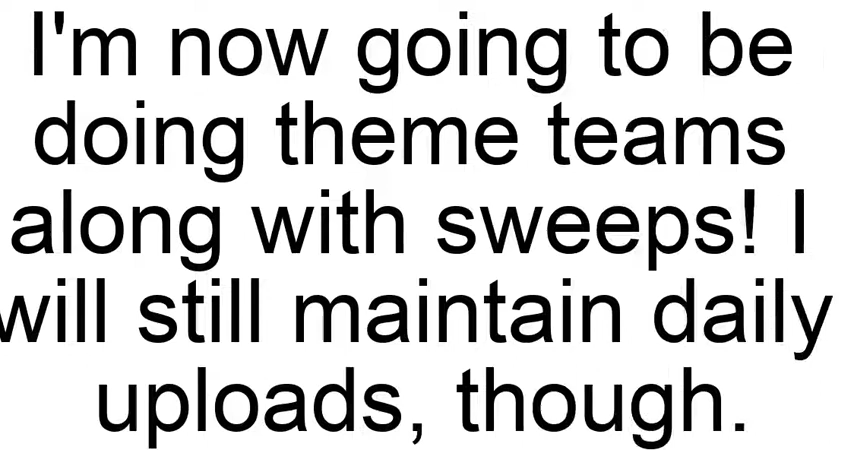 I'm now going to be
doing theme teams
along with sweeps! I
will still maintain daily
uploads, though.